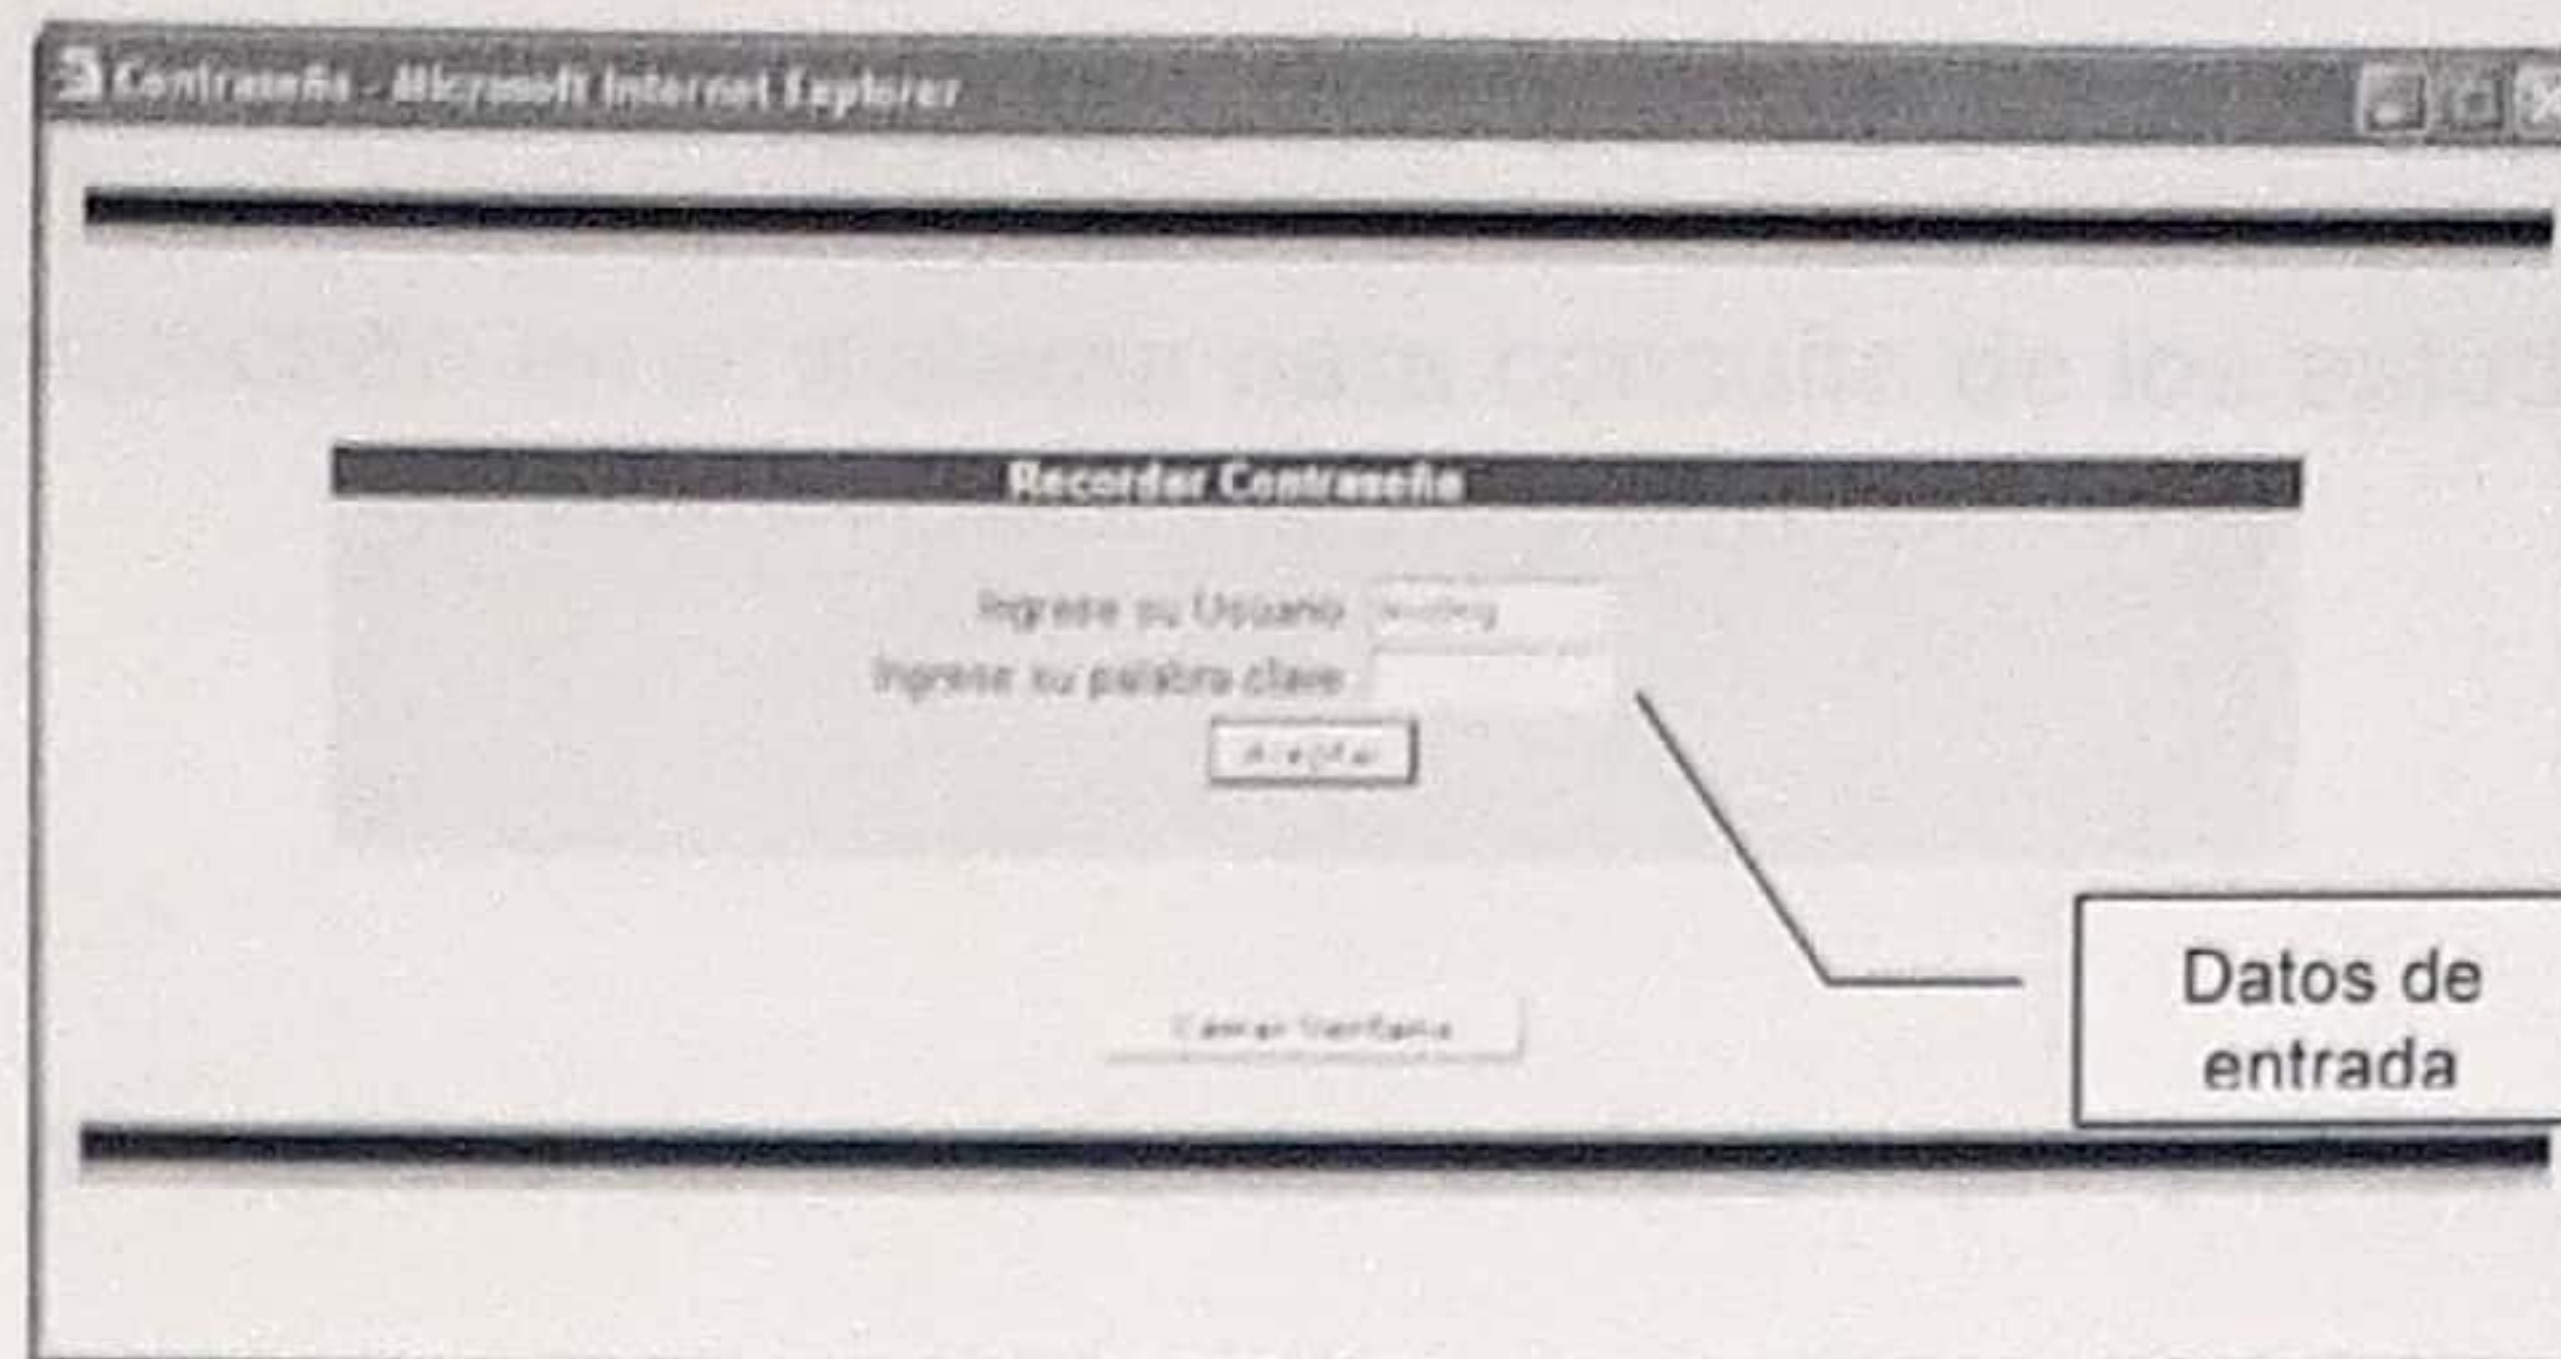 Contraseña - Microsoft Internet Explorer
Recordar Contraseña
Ingrese su Usuario
Ingrese su palabra clave
Aceptar
Cerrar Ventana
Datos de
entrada